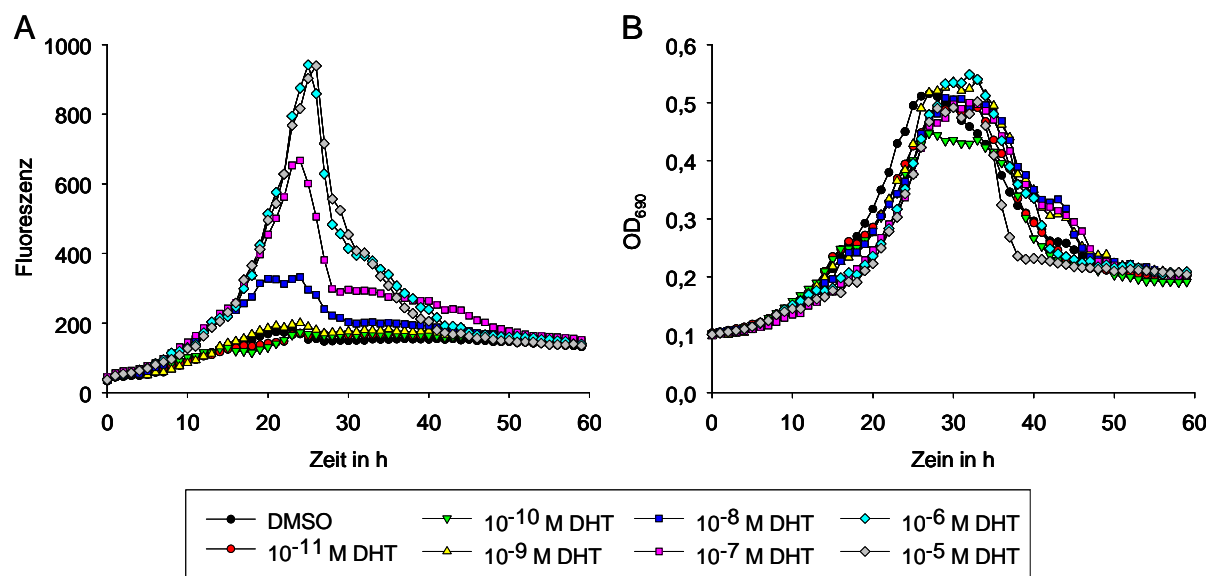 A
B
1000
800
600
400
200
0
Fluoreszenz
0 10 20 30 40 50 60
Zeit in h
0,6
0,5
0,4
0,3
0,2
0,1
0,0
OD690
0 10 20 30 40 50 60
Zein in h
DMSO
10-11 M DHT
10-10 M DHT
10-9 M DHT
10-8 M DHT
10-7 M DHT
10-6 M DHT
10-5 M DHT